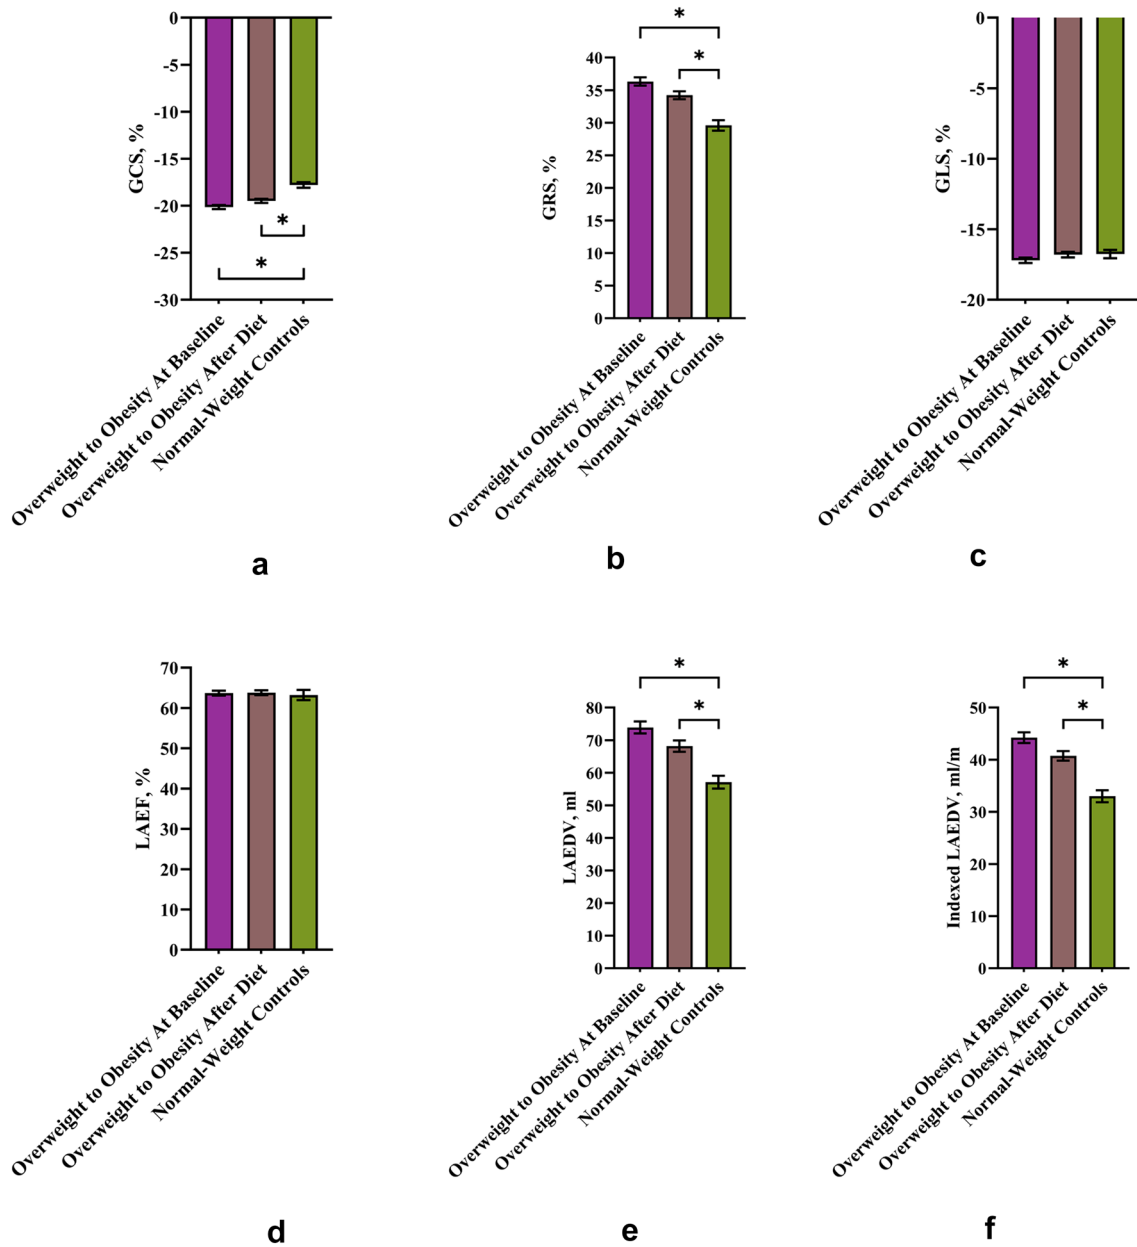 GCS, %
0
-5
-10
-15
-20
-25
-30
*
*
Overweight to Obesity At Baseline
Overweight to Obesity After Diet
Normal-Weight Controls
a
GRS, %
40
35
30
25
20
15
10
5
0
*
*
Overweight to Obesity At Baseline
Overweight to Obesity After Diet
Normal-Weight Controls
b
GLS, %
0
-5
-10
-15
-20
Overweight to Obesity At Baseline
Overweight to Obesity After Diet
Normal-Weight Controls
c
LAEF, %
70
60
50
40
30
20
10
0
Overweight to Obesity At Baseline
Overweight to Obesity After Diet
Normal-Weight Controls
d
LAEDV, ml
80
70
60
50
40
30
20
10
0
*
*
Overweight to Obesity At Baseline
Overweight to Obesity After Diet
Normal-Weight Controls
e
Indexed LAEDV, ml/m
50
40
30
20
10
0
*
*
Overweight to Obesity At Baseline
Overweight to Obesity After Diet
Normal-Weight Controls
f